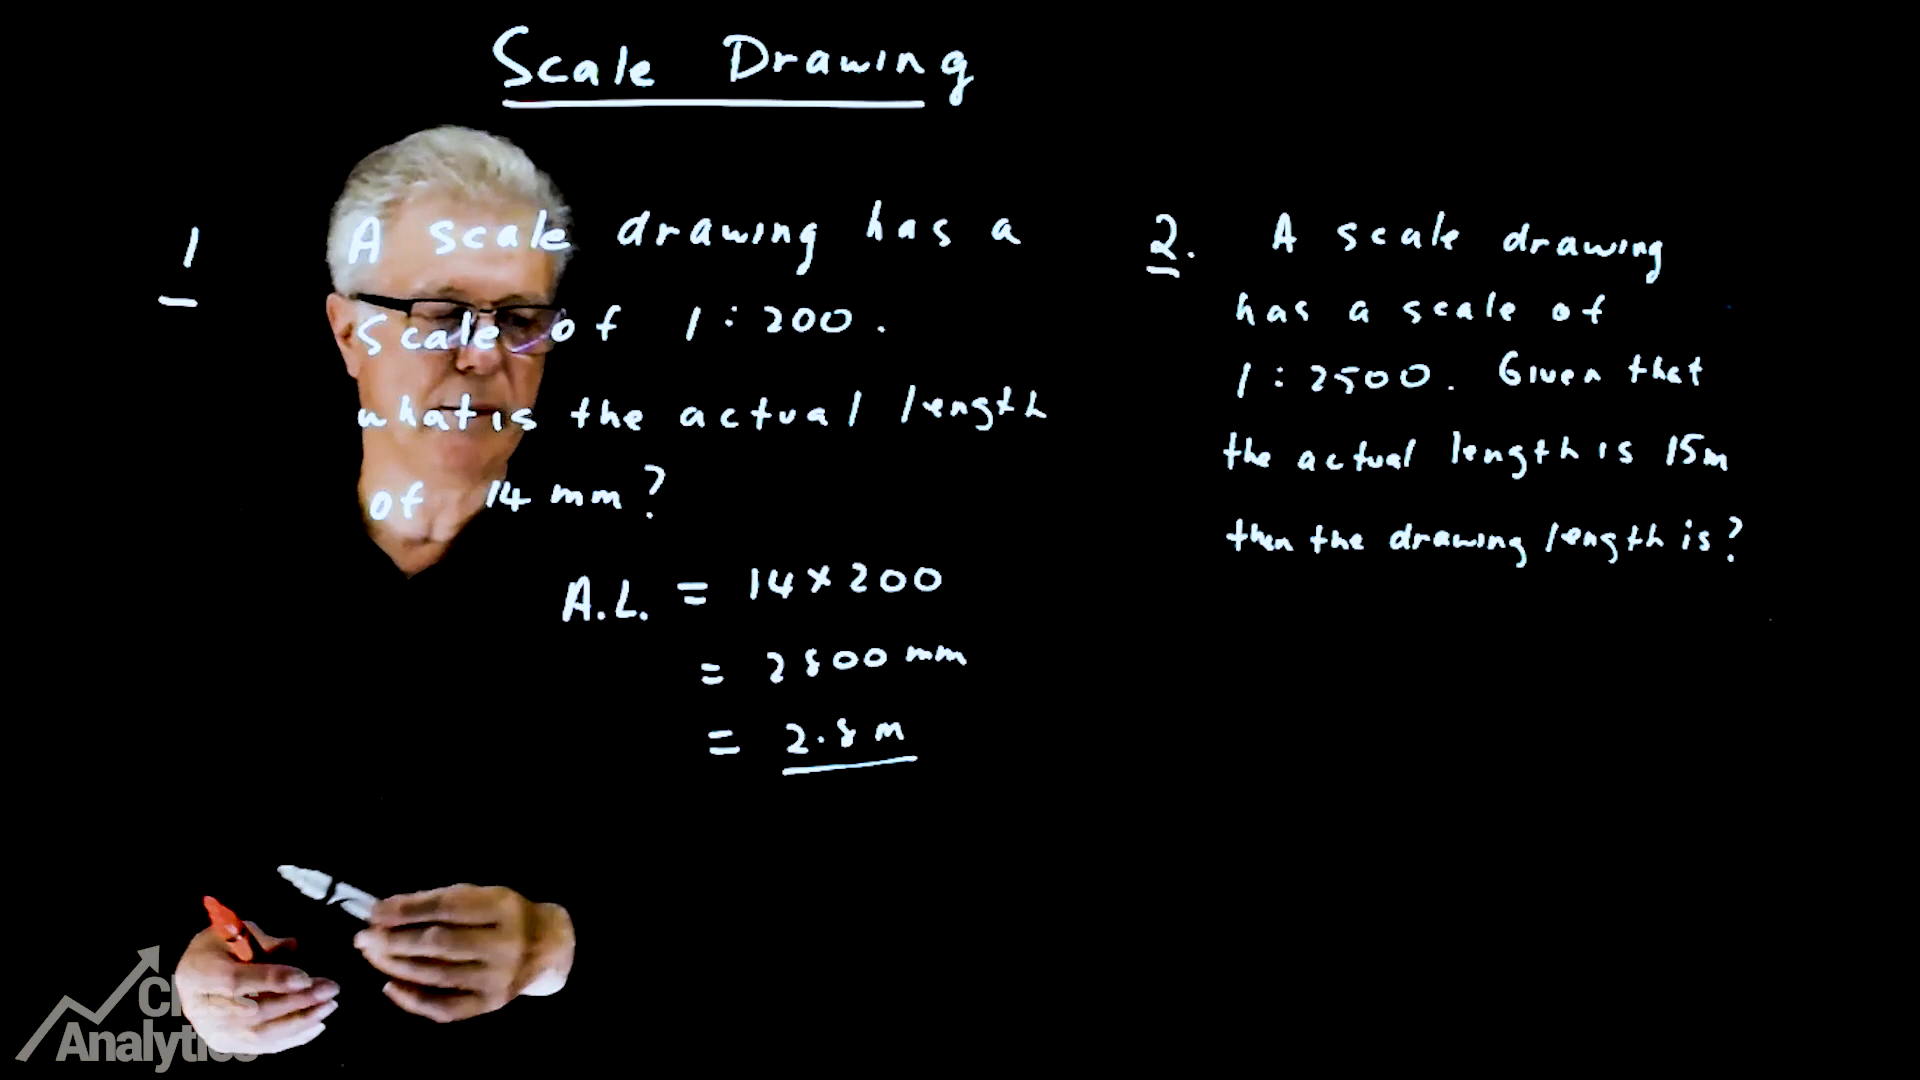 Scale Drawing
1
A scale drawing has a
scale of 1 : 200 .
what is the actual length
of 14 mm ?
A.L. = 14 × 200
= 2800 mm
= 2.8 m
2. A scale drawing
has a scale of
1 : 2500 . Given that
the actual length is 15m
then the drawing length is ?
Class
Analytics